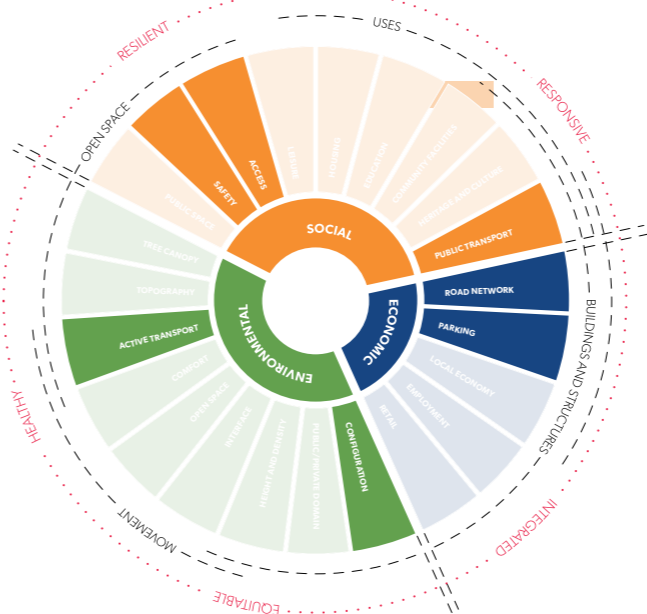 RESILIENT
USES
RESPONSIVE
OPEN SPACE
BUILDINGS AND STRUCTURES
INTEGRATED
EQUITABLE
MOVEMENT
HEALTHY
SOCIAL
ECONOMIC
ENVIRONMENTAL
PUBLIC REALM
SAFETY
ACCESS
LEISURE
HOUSING
EDUCATION
COMMUNITY FACILITIES
HERITAGE AND CULTURE
PUBLIC TRANSPORT
ROAD NETWORK
PARKING
LOCAL ECONOMY
EMPLOYMENT
RETAIL
CONFIGURATION
PUBLIC/PRIVATE DOMAIN
HEIGHT AND DENSITY
INTERFACE
OPEN SPACE
COMFORT
ACTIVE TRANSPORT
TOPOGRAPHY
TREE CANOPY